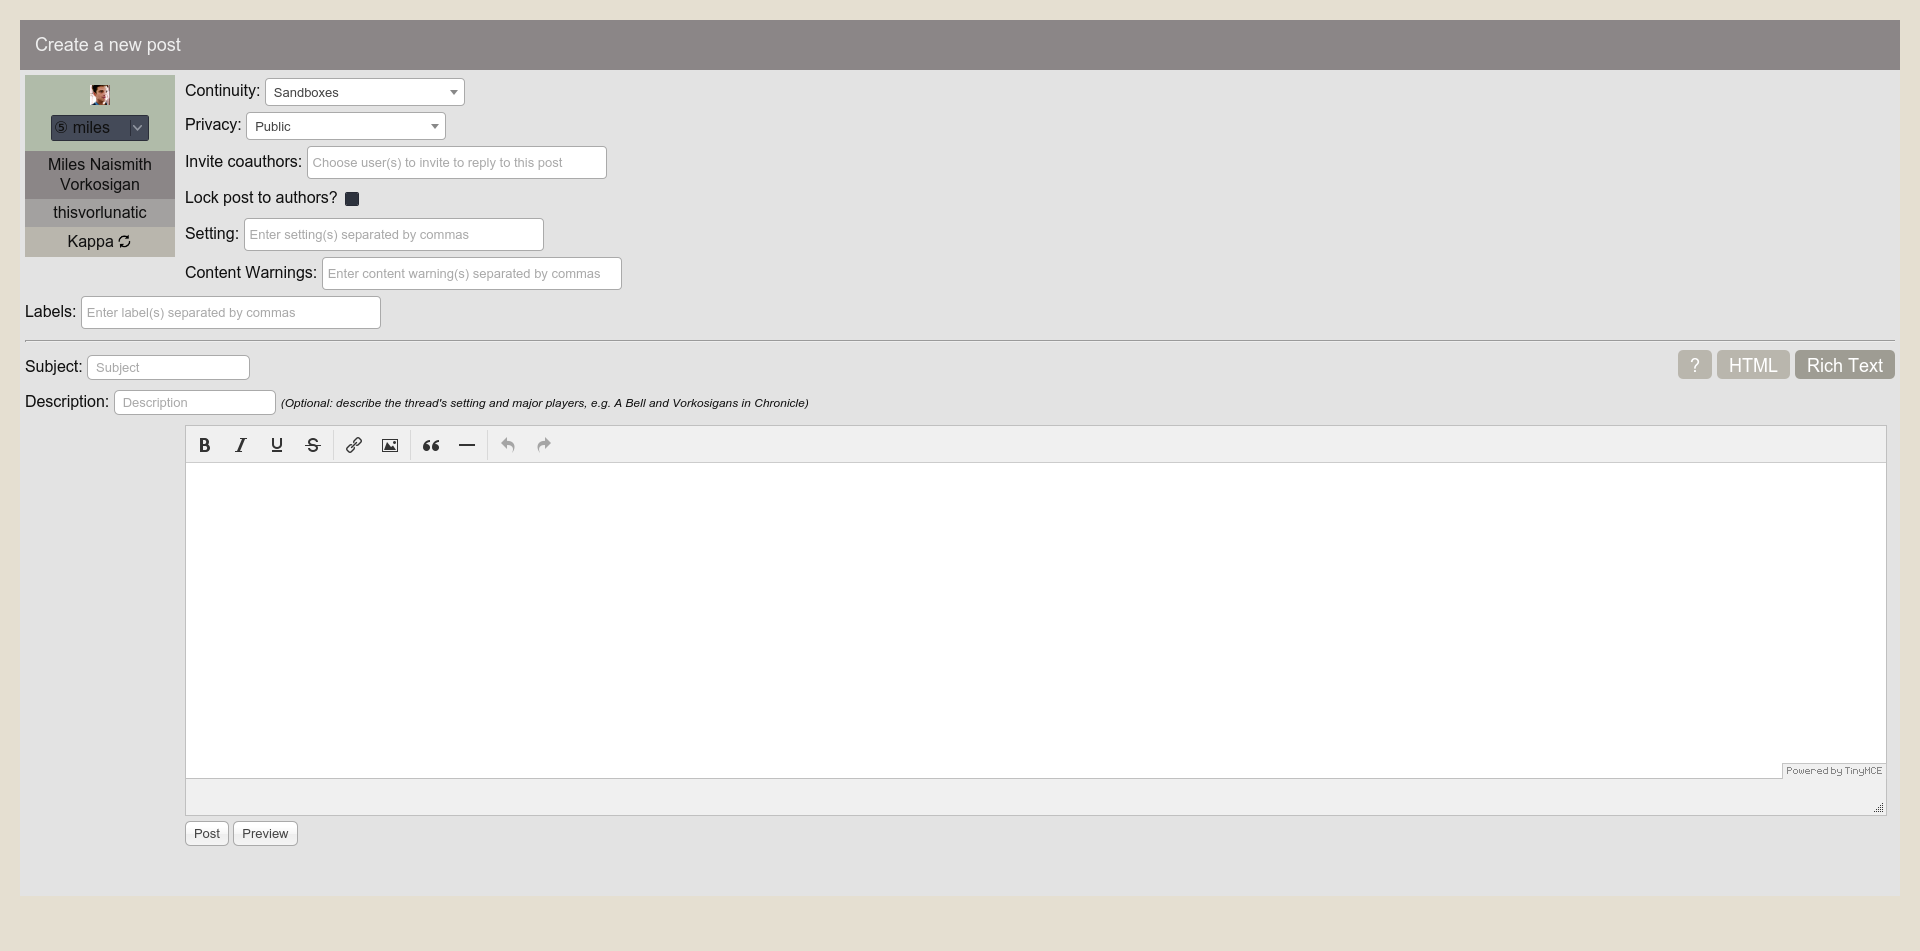 Create a new post
⑤ miles
Miles Naismith
Vorkosigan
thisvorlunatic
Kappa
Continuity: Sandboxes
Privacy: Public
Invite coauthors: Choose user(s) to invite to reply to this post
Lock post to authors?
Setting: Enter setting(s) separated by commas
Content Warnings: Enter content warning(s) separated by commas
Labels: Enter label(s) separated by commas
Subject: Subject
? HTML Rich Text
Description: Description (Optional: describe the thread's setting and major players, e.g. A Bell and Vorkosigans in Chronicle)
B I U S
Powered by TinyMCE
Post Preview